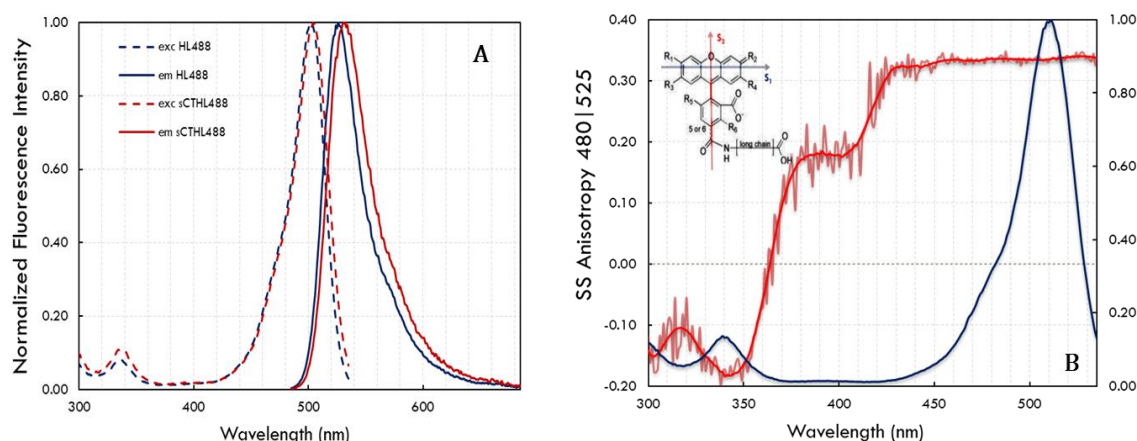 Normalized Fluorescence Intensity
1.00
0.80
0.60
0.40
0.20
0.00
exc HL488
em HL488
exc sCTHL488
em sCTHL488
A
300
400
500
600
Wavelength (nm)
SS Anisotropy 480|525
0.40
0.30
0.20
0.10
0.00
-0.10
-0.20
S₂
R₁
O
R₂
R₃
R₄
S₁
R₅
O
O⁻
5 or 6
R₆
O
N
H
long chain
O
OH
1.00
0.80
0.60
0.40
0.20
0.00
B
300
350
400
450
500
Wavelength (nm)